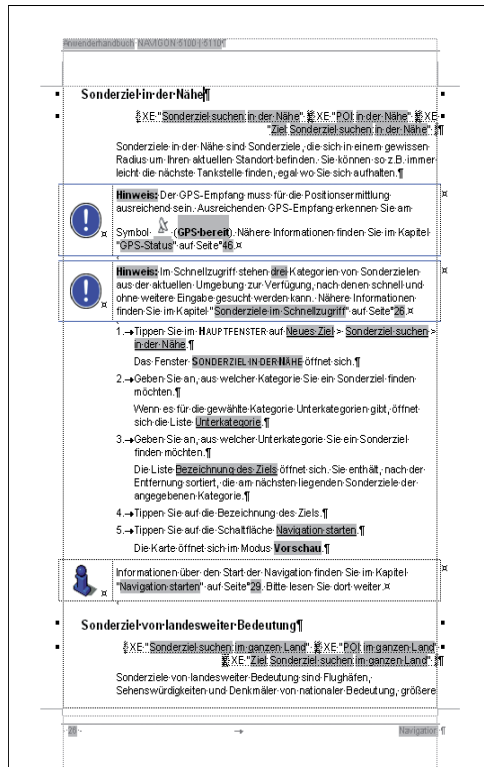 Anwenderhandbuch NAVIGON 5100 | 5110¶
Sonderziel in der Nähe¶
XE "Sonderziel suchen: in der Nähe" XE "POI: in der Nähe" XE
"Ziel: Sonderziel suchen: in der Nähe" ¶
Sonderziele in der Nähe sind Sonderziele, die sich in einem gewissen
Radius um Ihren aktuellen Standort befinden. Sie können so z.B. immer
leicht die nächste Tankstelle finden, egal wo Sie sich aufhalten.¶
Hinweis: Der GPS-Empfang muss für die Positionsermittlung
ausreichend sein. Ausreichenden GPS-Empfang erkennen Sie am
Symbol (GPS bereit). Nähere Informationen finden Sie im Kapitel
"GPS-Status" auf Seite 46.¤
Hinweis: Im Schnellzugriff stehen drei Kategorien von Sonderzielen
aus der aktuellen Umgebung zur Verfügung, nach denen schnell und
ohne weitere Eingabe gesucht werden kann. Nähere Informationen
finden Sie im Kapitel "Sonderziele im Schnellzugriff" auf Seite 26.¤
1.→Tippen Sie im HAUPTFENSTER auf Neues Ziel > Sonderziel suchen >
in der Nähe.¶
Das Fenster SONDERZIEL IN DER NÄHE öffnet sich.¶
2.→Geben Sie an, aus welcher Kategorie Sie ein Sonderziel finden
möchten.¶
Wenn es für die gewählte Kategorie Unterkategorien gibt, öffnet
sich die Liste Unterkategorie.¶
3.→Geben Sie an, aus welcher Unterkategorie Sie ein Sonderziel
finden möchten.¶
Die Liste Bezeichnung des Ziels öffnet sich. Sie enthält, nach der
Entfernung sortiert, die am nächsten liegenden Sonderziele der
angegebenen Kategorie.¶
4.→Tippen Sie auf die Bezeichnung des Ziels.¶
5.→Tippen Sie auf die Schaltfläche Navigation starten.¶
Die Karte öffnet sich im Modus Vorschau.¶
Informationen über den Start der Navigation finden Sie im Kapitel
"Navigation starten" auf Seite 29. Bitte lesen Sie dort weiter.¤
Sonderziel von landesweiter Bedeutung¶
XE "Sonderziel suchen: im ganzen Land" XE "POI: im ganzen Land"
XE "Ziel: Sonderziel suchen: im ganzen Land" ¶
Sonderziele von landesweiter Bedeutung sind Flughäfen,
Sehenswürdigkeiten und Denkmäler von nationaler Bedeutung, größere
- 26 - → Navigation ¶